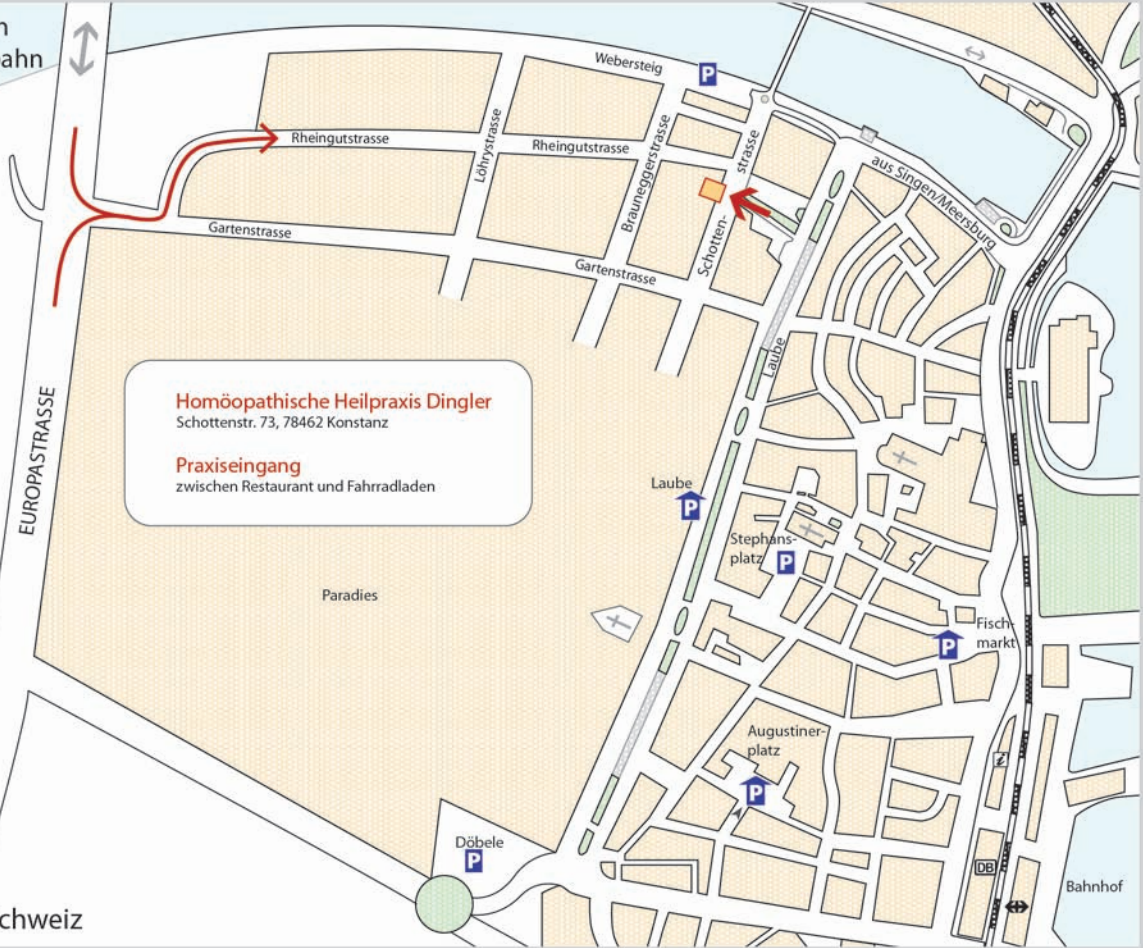 n
ahn
Webersteig
P
Rheingutstrasse
Löhrystrasse
Rheingutstrasse
Brauneggerstrasse
Schotten-
strasse
aus Singen/Meersburg
Gartenstrasse
Gartenstrasse
Laube
EUROPASTRASSE
Homöopathische Heilpraxis Dingler
Schottenstr. 73, 78462 Konstanz
Praxiseingang
zwischen Restaurant und Fahrradladen
Laube
P
Stephans-
platz
P
Paradies
Fisch-
markt
P
Augustiner-
platz
P
i
Döbele
P
DB
Bahnhof
chweiz